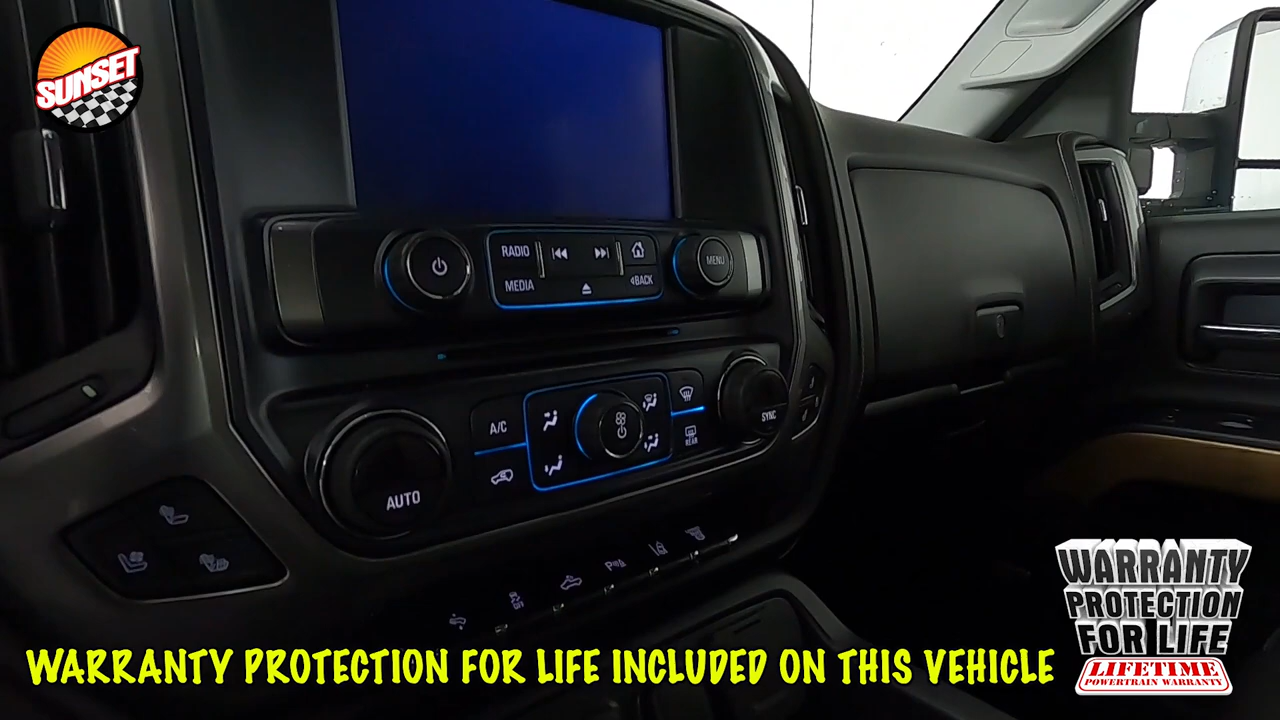 SUNSET
RADIO
MEDIA
BACK
MENU
A/C
AUTO
SYNC
REAR
WARRANTY PROTECTION FOR LIFE INCLUDED ON THIS VEHICLE
WARRANTY
PROTECTION
FOR LIFE
LIFETIME
POWERTRAIN WARRANTY